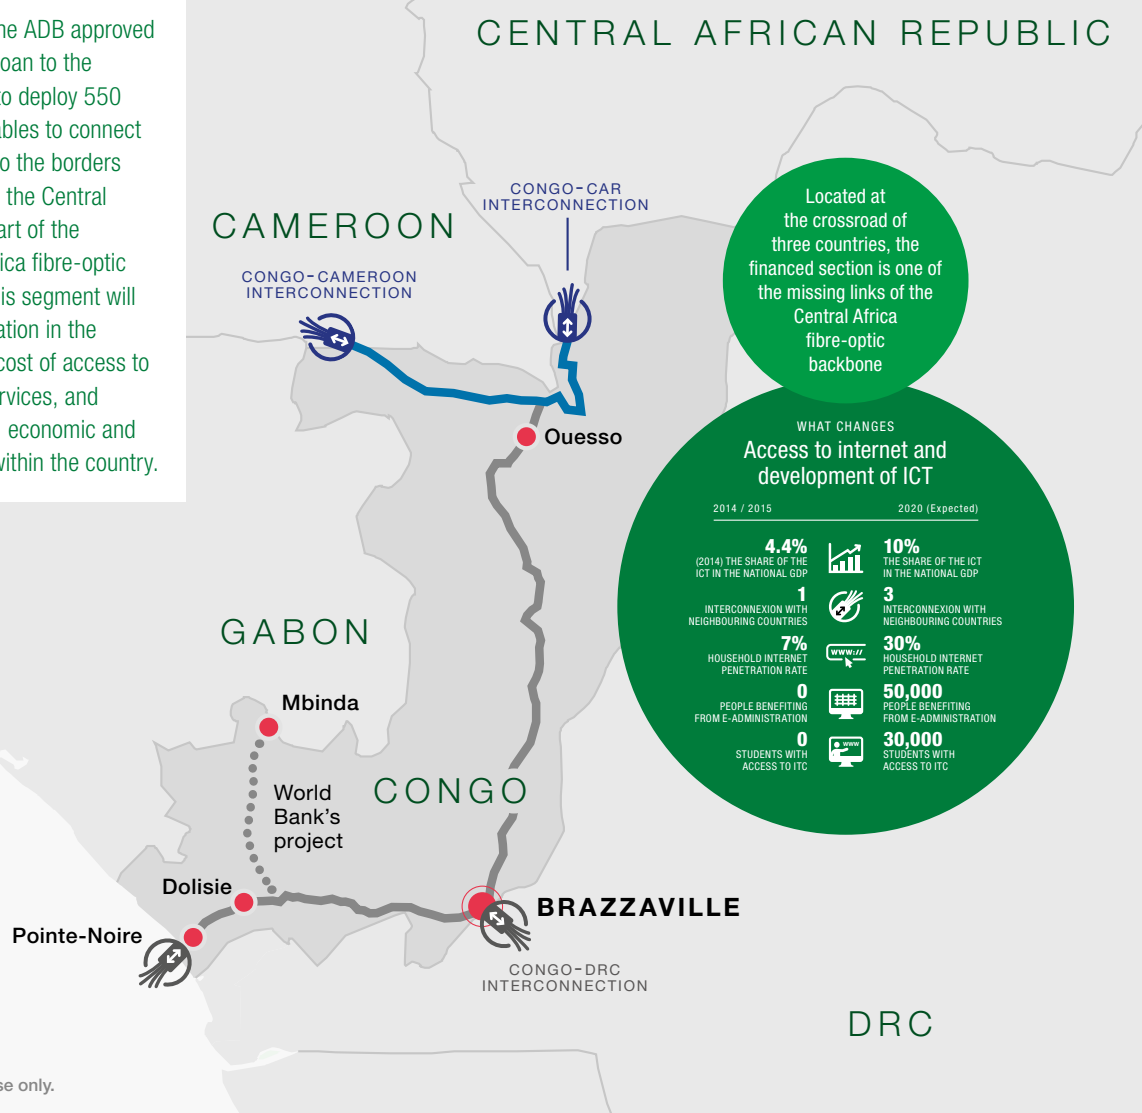 he ADB approved
oan to the
to deploy 550
ables to connect
o the borders
the Central
art of the
ica fibre-optic
is segment will
ation in the
cost of access to
rvices, and
economic and
within the country.
CENTRAL AFRICAN REPUBLIC
CONGO-CAR
INTERCONNECTION
CAMEROON
CONGO-CAMEROON
INTERCONNECTION
Located at
the crossroad of
three countries, the
financed section is one of
the missing links of the
Central Africa
fibre-optic
backbone
Ouesso
WHAT CHANGES
Access to internet and
development of ICT
2014 / 2015
2020 (Expected)
4.4%
(2014) THE SHARE OF THE
ICT IN THE NATIONAL GDP
10%
THE SHARE OF THE ICT
IN THE NATIONAL GDP
1
INTERCONNEXION WITH
NEIGHBOURING COUNTRIES
3
INTERCONNEXION WITH
NEIGHBOURING COUNTRIES
7%
HOUSEHOLD INTERNET
PENETRATION RATE
www://
30%
HOUSEHOLD INTERNET
PENETRATION RATE
0
PEOPLE BENEFITING
FROM E-ADMINISTRATION
50,000
PEOPLE BENEFITING
FROM E-ADMINISTRATION
0
STUDENTS WITH
ACCESS TO ITC
www
30,000
STUDENTS WITH
ACCESS TO ITC
GABON
Mbinda
World
Bank's
project
CONGO
Dolisie
Pointe-Noire
BRAZZAVILLE
CONGO-DRC
INTERCONNECTION
DRC
se only.